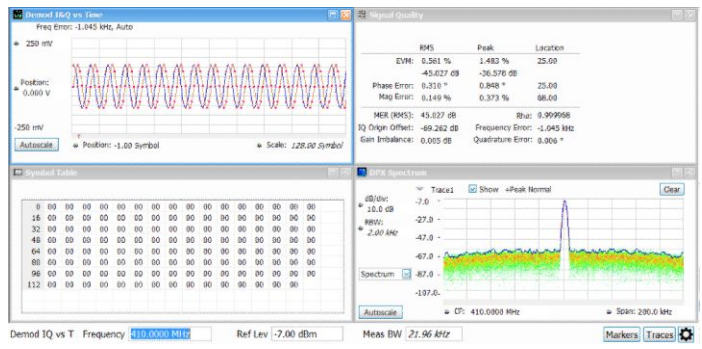 Demod I&Q vs Time
Freq Error: -1.045 kHz, Auto
250 mV
Position:
0.000 V
-250 mV
Autoscale
Position: -1.00 Symbol
Scale: 128.00 Symbol
Signal Quality
RMS Peak Location
EVM: 0.561 % 1.483 % 25.00
-45.027 dB -36.578 dB
Phase Error: 0.310 ° 0.848 ° 25.00
Mag Error: 0.149 % 0.373 % 68.00
MER (RMS): 45.027 dB Rho: 0.999968
IQ Origin Offset: -69.262 dB Frequency Error: -1.045 kHz
Gain Imbalance: 0.005 dB Quadrature Error: 0.006 °
Symbol Table
0 00 00 00 00 00 00 00 00 00 00 00 00 00 00 00 00
16 00 00 00 00 00 00 00 00 00 00 00 00 00 00 00 00
32 00 00 00 00 00 00 00 00 00 00 00 00 00 00 00 00
48 00 00 00 00 00 00 00 00 00 00 00 00 00 00 00 00
64 00 00 00 00 00 00 00 00 00 00 00 00 00 00 00 00
80 00 00 00 00 00 00 00 00 00 00 00 00 00 00 00 00
96 00 00 00 00 00 00 00 00 00 00 00 00 00 00 00 00
112 00 00 00 00 00 00 00 00 00 00 00 00 00 00 00
DPX Spectrum
Trace1 Show +Peak Normal
Clear
dB/div:
10.0 dB
RBW:
2.00 kHz
Spectrum
Autoscale
-7.0
-27.0
-47.0
-67.0
-87.0
-107.0
CF: 410.0000 MHz
Span: 200.0 kHz
Demod IQ vs T Frequency 410.0000 MHz Ref Lev -7.00 dBm Meas BW 21.96 kHz Markers Traces